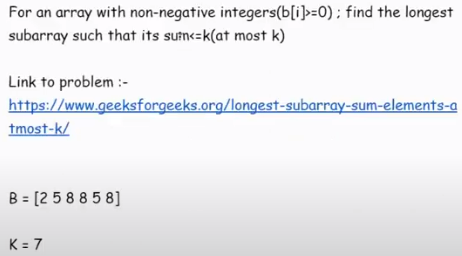 For an array with non-negative integers(b[i]>=0) ; find the longest
subarray such that its sum<=k(at most k)
Link to problem :-
https://www.geeksforgeeks.org/longest-subarray-sum-elements-a
tmost-k/
B = [2 5 8 8 5 8]
K = 7